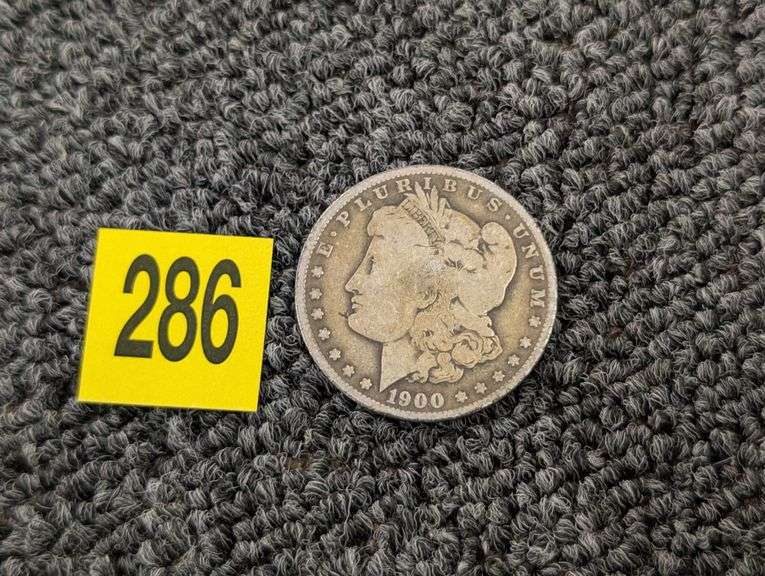 286
E · PLURIBUS · UNUM
LIBERTY
1900